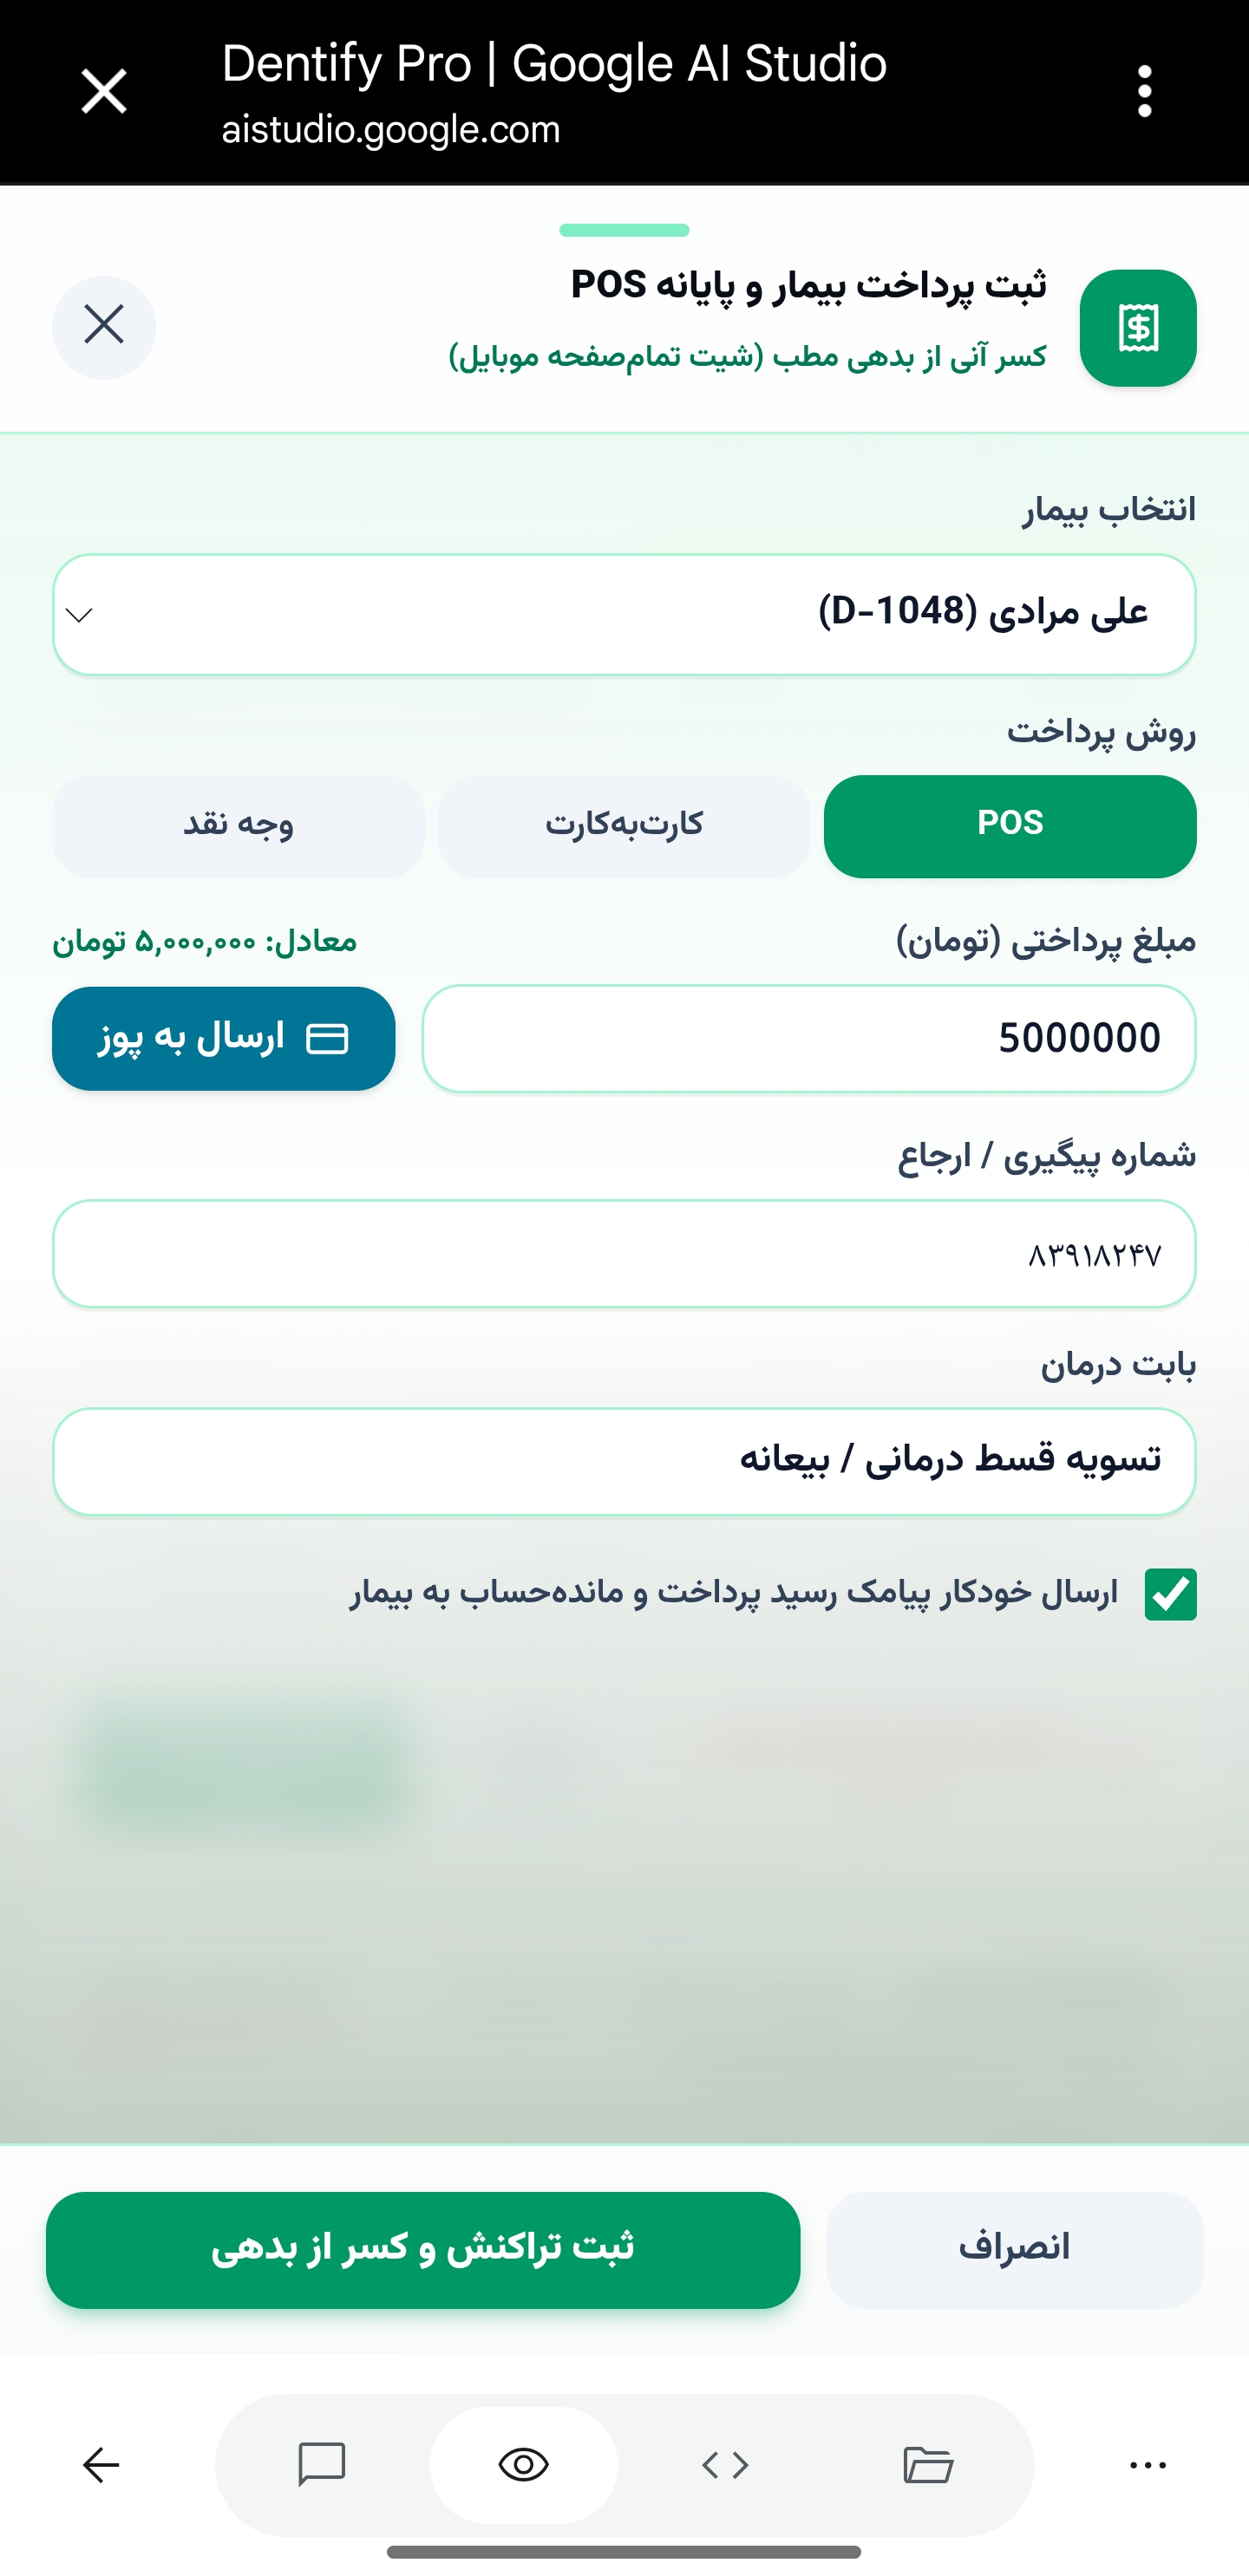 Dentify Pro | Google AI Studio
aistudio.google.com
ثبت پرداخت بیمار و پایانه POS
کسر آنی از بدهی مطب (شیت تمام‌صفحه موبایل)
انتخاب بیمار
علی مرادی (D-1048)
روش پرداخت
POS
کارت‌به‌کارت
وجه نقد
مبلغ پرداختی (تومان)
معادل: ۵,۰۰۰,۰۰۰ تومان
5000000
ارسال به پوز
شماره پیگیری / ارجاع
۸۳۹۱۸۲۴۷
بابت درمان
تسویه قسط درمانی / بیعانه
ارسال خودکار پیامک رسید پرداخت و مانده‌حساب به بیمار
انصراف
ثبت تراکنش و کسر از بدهی